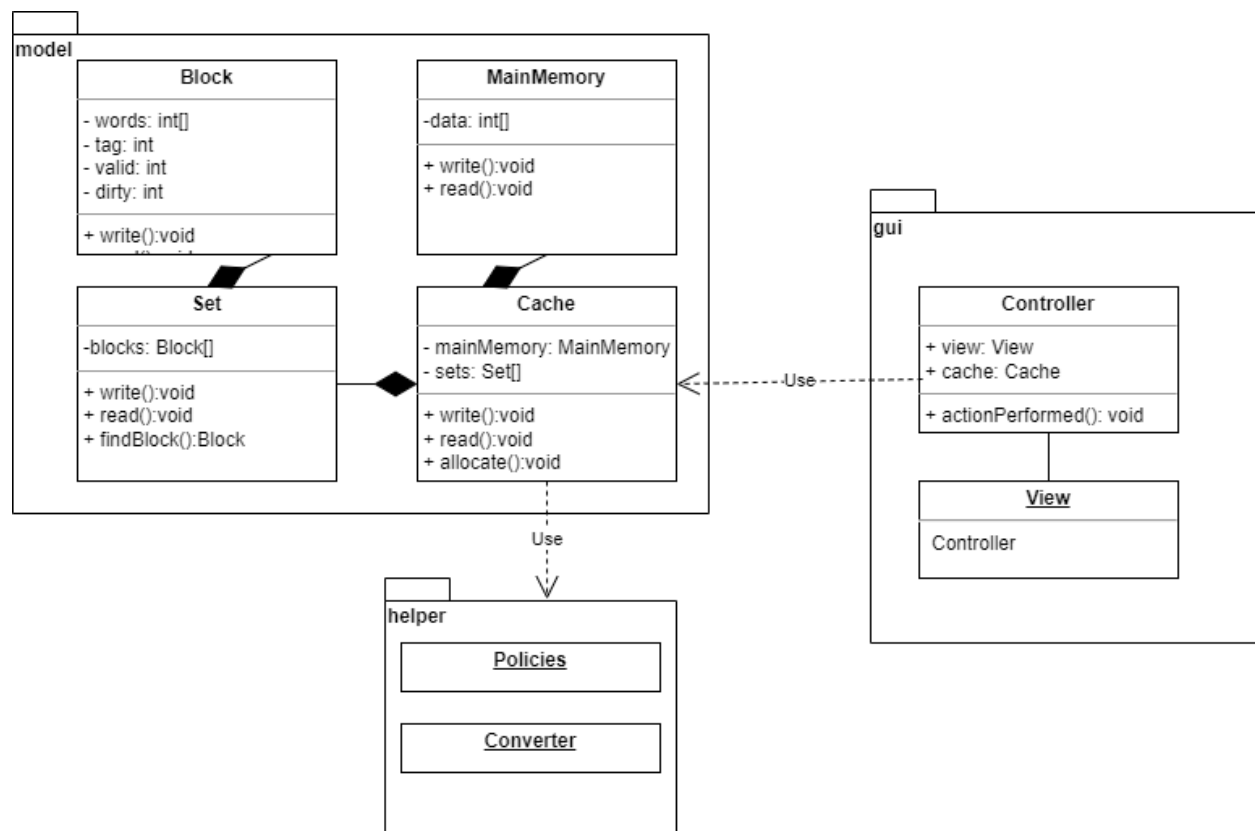 model
Block
- words: int[]
- tag: int
- valid: int
- dirty: int
+ write():void
MainMemory
-data: int[]
+ write():void
+ read():void
Set
-blocks: Block[]
+ write():void
+ read():void
+ findBlock():Block
Cache
- mainMemory: MainMemory
- sets: Set[]
+ write():void
+ read():void
+ allocate():void
Use
gui
Controller
+ view: View
+ cache: Cache
+ actionPerformed(): void
View
Controller
Use
helper
Policies
Converter